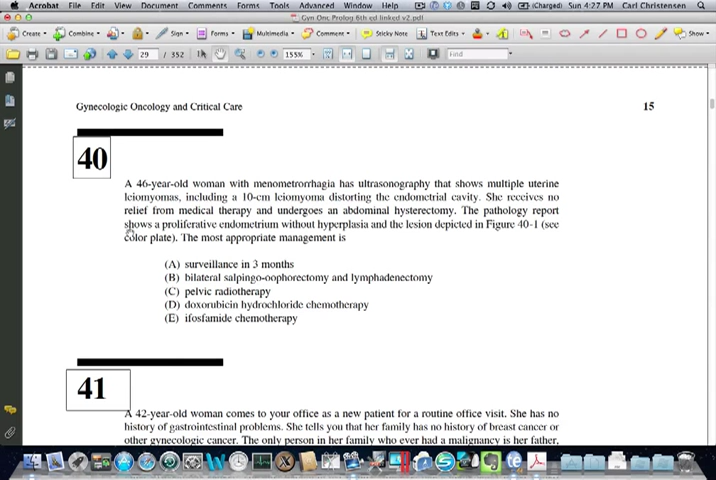 Acrobat File Edit View Document Comments Forms Tools Advanced Window Help (Charged) Sun 4:27 PM Carl Christensen
Gyn Onc Prolog 6th ed linked v2.pdf
Create Combine Sign Forms Multimedia Comment Sticky Note Text Edits Show
29 / 352 155% Find
Gynecologic Oncology and Critical Care 15
40
A 46-year-old woman with menometrorrhagia has ultrasonography that shows multiple uterine
leiomyomas, including a 10-cm leiomyoma distorting the endometrial cavity. She receives no
relief from medical therapy and undergoes an abdominal hysterectomy. The pathology report
shows a proliferative endometrium without hyperplasia and the lesion depicted in Figure 40-1 (see
color plate). The most appropriate management is
(A) surveillance in 3 months
(B) bilateral salpingo-oophorectomy and lymphadenectomy
(C) pelvic radiotherapy
(D) doxorubicin hydrochloride chemotherapy
(E) ifosfamide chemotherapy
41
A 42-year-old woman comes to your office as a new patient for a routine office visit. She has no
history of gastrointestinal problems. She tells you that her family has no history of breast cancer or
other gynecologic cancer. The only person in her family who ever had a malignancy is her father,